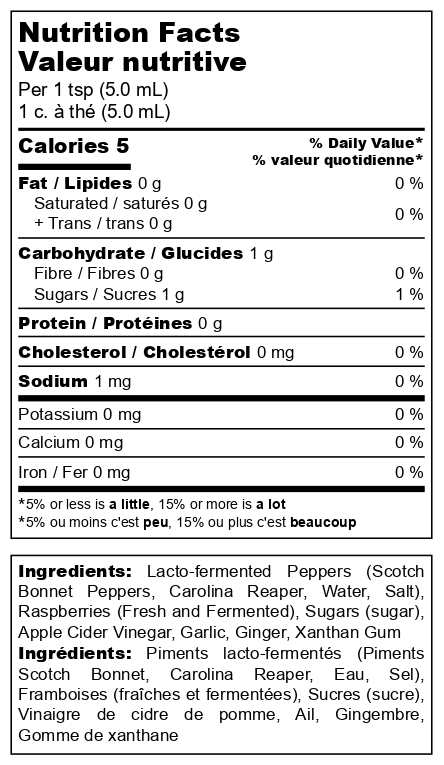 Nutrition Facts
Valeur nutritive
Per 1 tsp (5.0 mL)
1 c. à thé (5.0 mL)
Calories 5
% Daily Value*
% valeur quotidienne*
Fat / Lipides 0 g 0 %
Saturated / saturés 0 g
+ Trans / trans 0 g
0 %
Carbohydrate / Glucides 1 g
Fibre / Fibres 0 g 0 %
Sugars / Sucres 1 g 1 %
Protein / Protéines 0 g
Cholesterol / Cholestérol 0 mg 0 %
Sodium 1 mg 0 %
Potassium 0 mg 0 %
Calcium 0 mg 0 %
Iron / Fer 0 mg 0 %
*5% or less is a little, 15% or more is a lot
*5% ou moins c'est peu, 15% ou plus c'est beaucoup
Ingredients: Lacto-fermented Peppers (Scotch
Bonnet Peppers, Carolina Reaper, Water, Salt),
Raspberries (Fresh and Fermented), Sugars (sugar),
Apple Cider Vinegar, Garlic, Ginger, Xanthan Gum
Ingrédients: Piments lacto-fermentés (Piments
Scotch Bonnet, Carolina Reaper, Eau, Sel),
Framboises (fraîches et fermentées), Sucres (sucre),
Vinaigre de cidre de pomme, Ail, Gingembre,
Gomme de xanthane